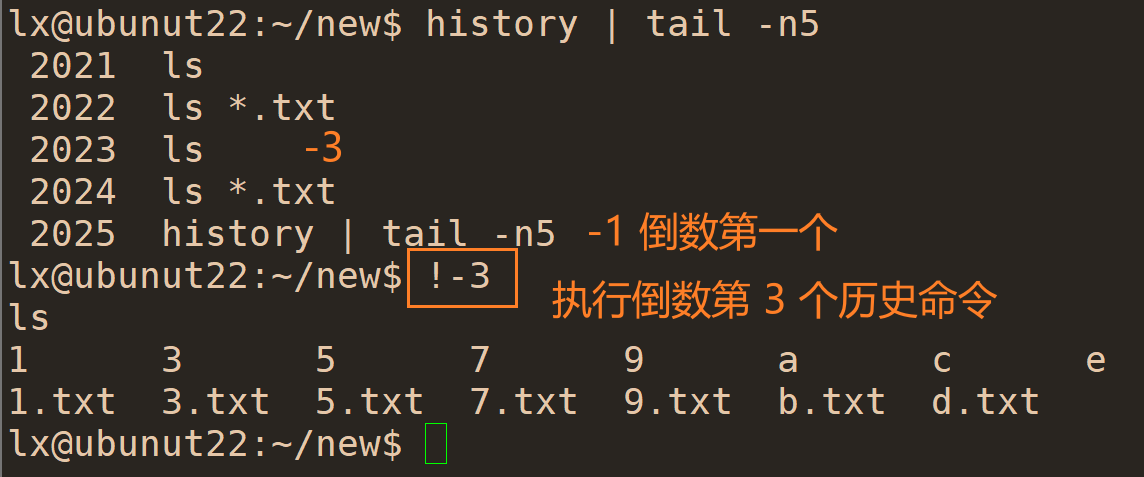 lx@ubunut22:~/new$ history | tail -n5
2021 ls
2022 ls *.txt
2023 ls -3
2024 ls *.txt
2025 history | tail -n5 -1 倒数第一个
lx@ubunut22:~/new$ !-3
执行倒数第 3 个历史命令
ls
1 3 5 7 9 a c e
1.txt 3.txt 5.txt 7.txt 9.txt b.txt d.txt
lx@ubunut22:~/new$